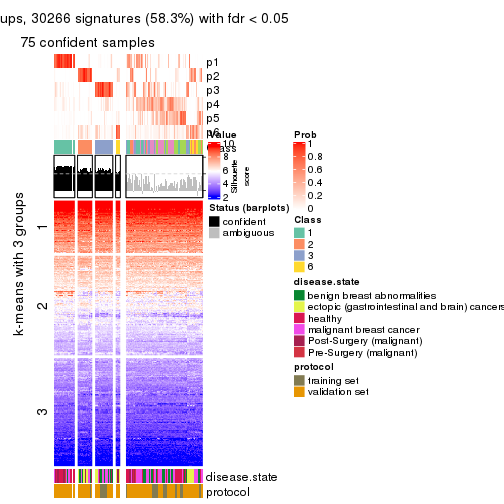 ups, 30266 signatures (58.3%) with fdr < 0.05
75 confident samples
p1
p2
p3
p4
p5
p6
Class
Silhouette
score
k-means with 3 groups
1
2
3
disease.state
protocol
Value
10
8
6
4
2
Status (barplots)
confident
ambiguous
Prob
1
0.8
0.6
0.4
0.2
0
Class
1
2
3
6
disease.state
benign breast abnormalities
ectopic (gastrointestinal and brain) cancers
healthy
malignant breast cancer
Post-Surgery (malignant)
Pre-Surgery (malignant)
protocol
training set
validation set